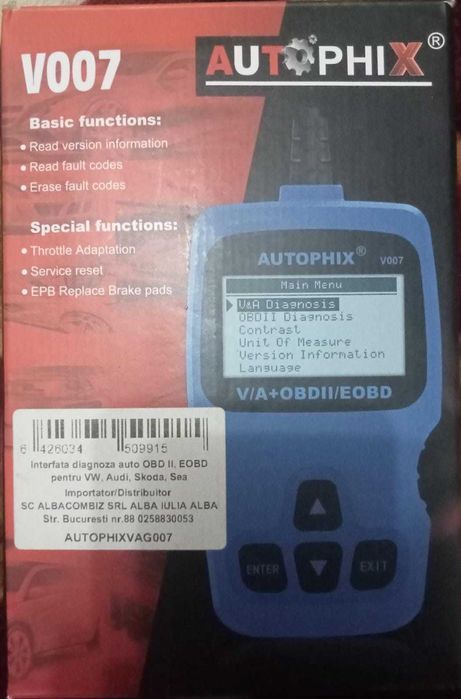 V007
AUTOPHIX®
Basic functions:
• Read version information
• Read fault codes
• Erase fault codes
Special functions:
• Throttle Adaptation
• Service reset
• EPB Replace Brake pads
AUTOPHIX® V007
Main Menu
V&A Diagnosis
OBDII Diagnosis
Contrast
Unit Of Measure
Version Information
Language
V/A+OBDII/EOBD
6 426034 509915
Interfata diagnoza auto OBD II, EOBD
pentru VW, Audi, Skoda, Sea
Importator/Distribuitor
SC ALBACOMBIZ SRL ALBA IULIA ALBA
Str. Bucuresti nr.88 0258830053
AUTOPHIXVAG007
ENTER
EXIT